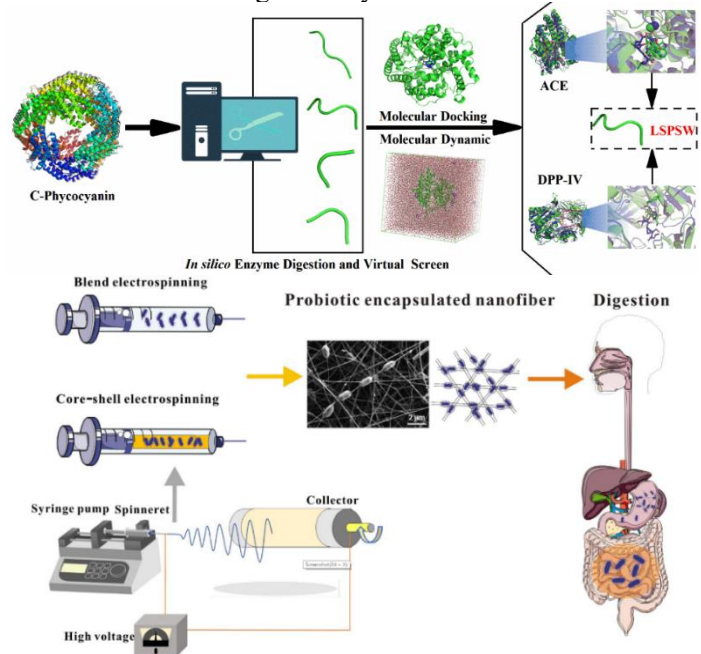 C-Phycocyanin
In silico Enzyme Digestion and Virtual Screen
Molecular Docking
Molecular Dynamic
ACE
LSPSW
DPP-IV
Blend electrospinning
Probiotic encapsulated nanofiber
Digestion
Core-shell electrospinning
2 μm
Syringe pump Spinneret
Collector
High voltage